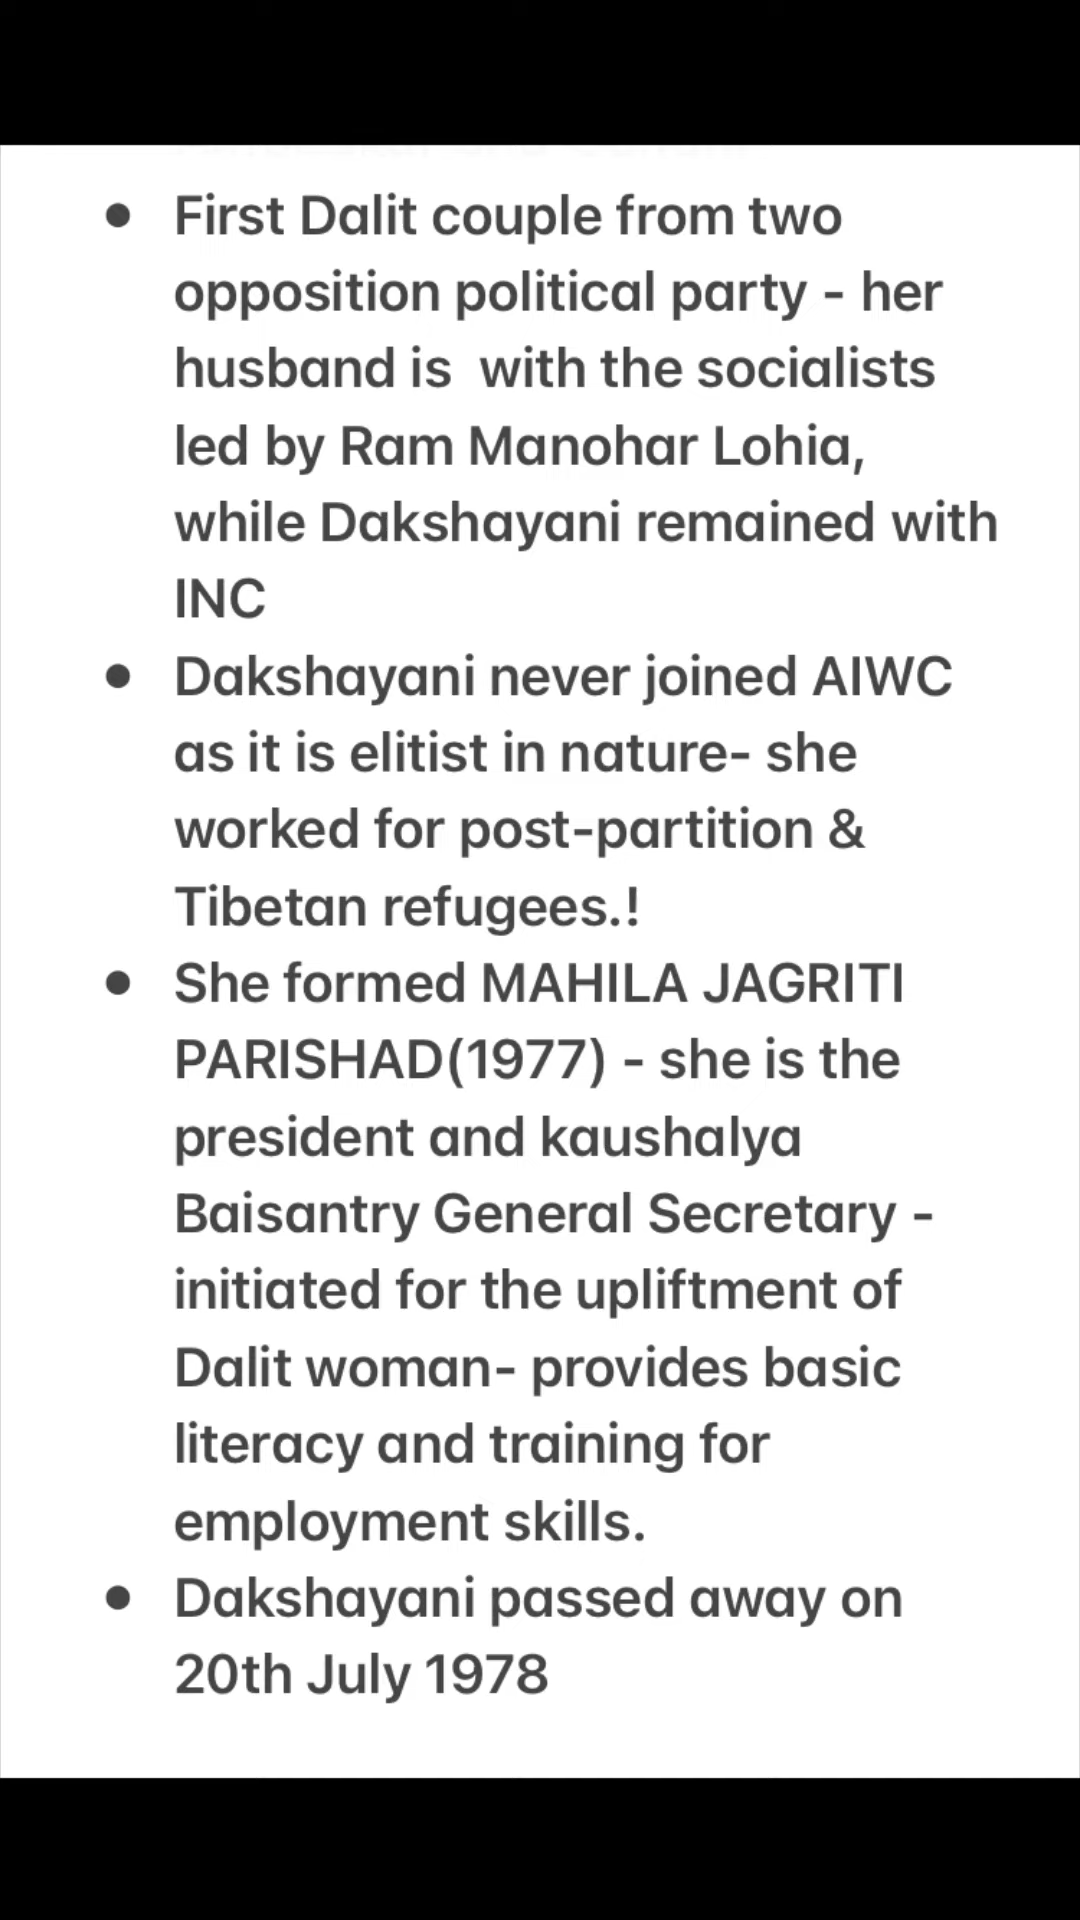 • First Dalit couple from two
opposition political party - her
husband is  with the socialists
led by Ram Manohar Lohia,
while Dakshayani remained with
INC
• Dakshayani never joined AIWC
as it is elitist in nature- she
worked for post-partition &
Tibetan refugees.!
• She formed MAHILA JAGRITI
PARISHAD(1977) - she is the
president and kaushalya
Baisantry General Secretary -
initiated for the upliftment of
Dalit woman- provides basic
literacy and training for
employment skills.
• Dakshayani passed away on
20th July 1978